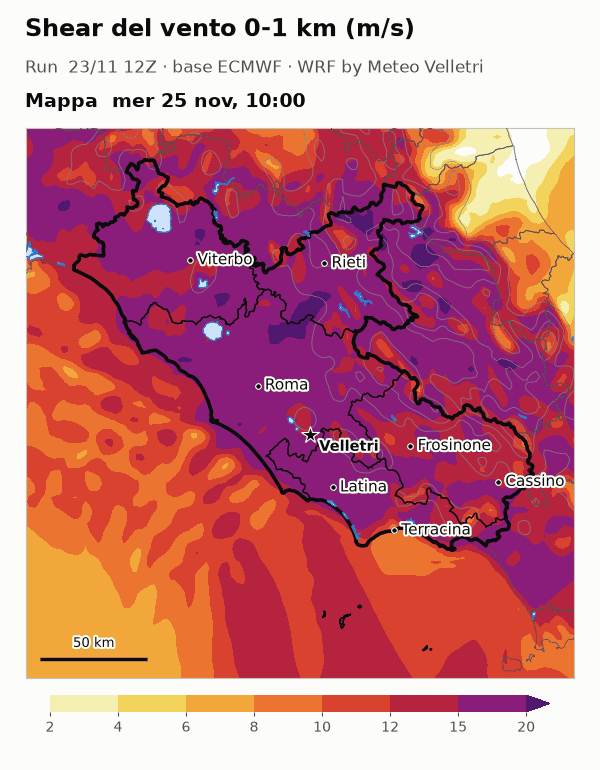 Shear del vento 0-1 km (m/s)
Run  23/11 12Z · base ECMWF · WRF by Meteo Velletri
Mappa  mer 25 nov, 10:00
Viterbo
Rieti
Roma
Velletri
Frosinone
Cassino
Latina
Terracina
50 km
2 4 6 8 10 12 15 20